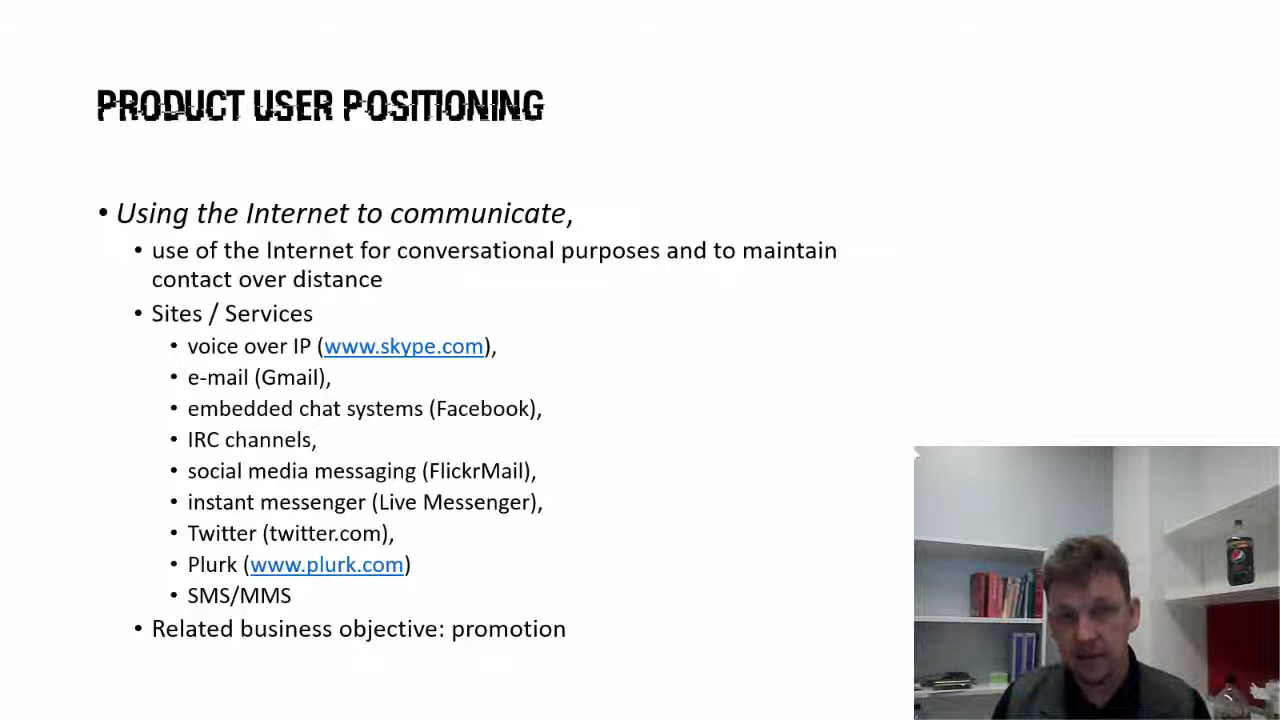 PRODUCT USER POSITIONING
• Using the Internet to communicate,
• use of the Internet for conversational purposes and to maintain
contact over distance
• Sites / Services
• voice over IP (www.skype.com),
• e-mail (Gmail),
• embedded chat systems (Facebook),
• IRC channels,
• social media messaging (FlickrMail),
• instant messenger (Live Messenger),
• Twitter (twitter.com),
• Plurk (www.plurk.com)
• SMS/MMS
• Related business objective: promotion